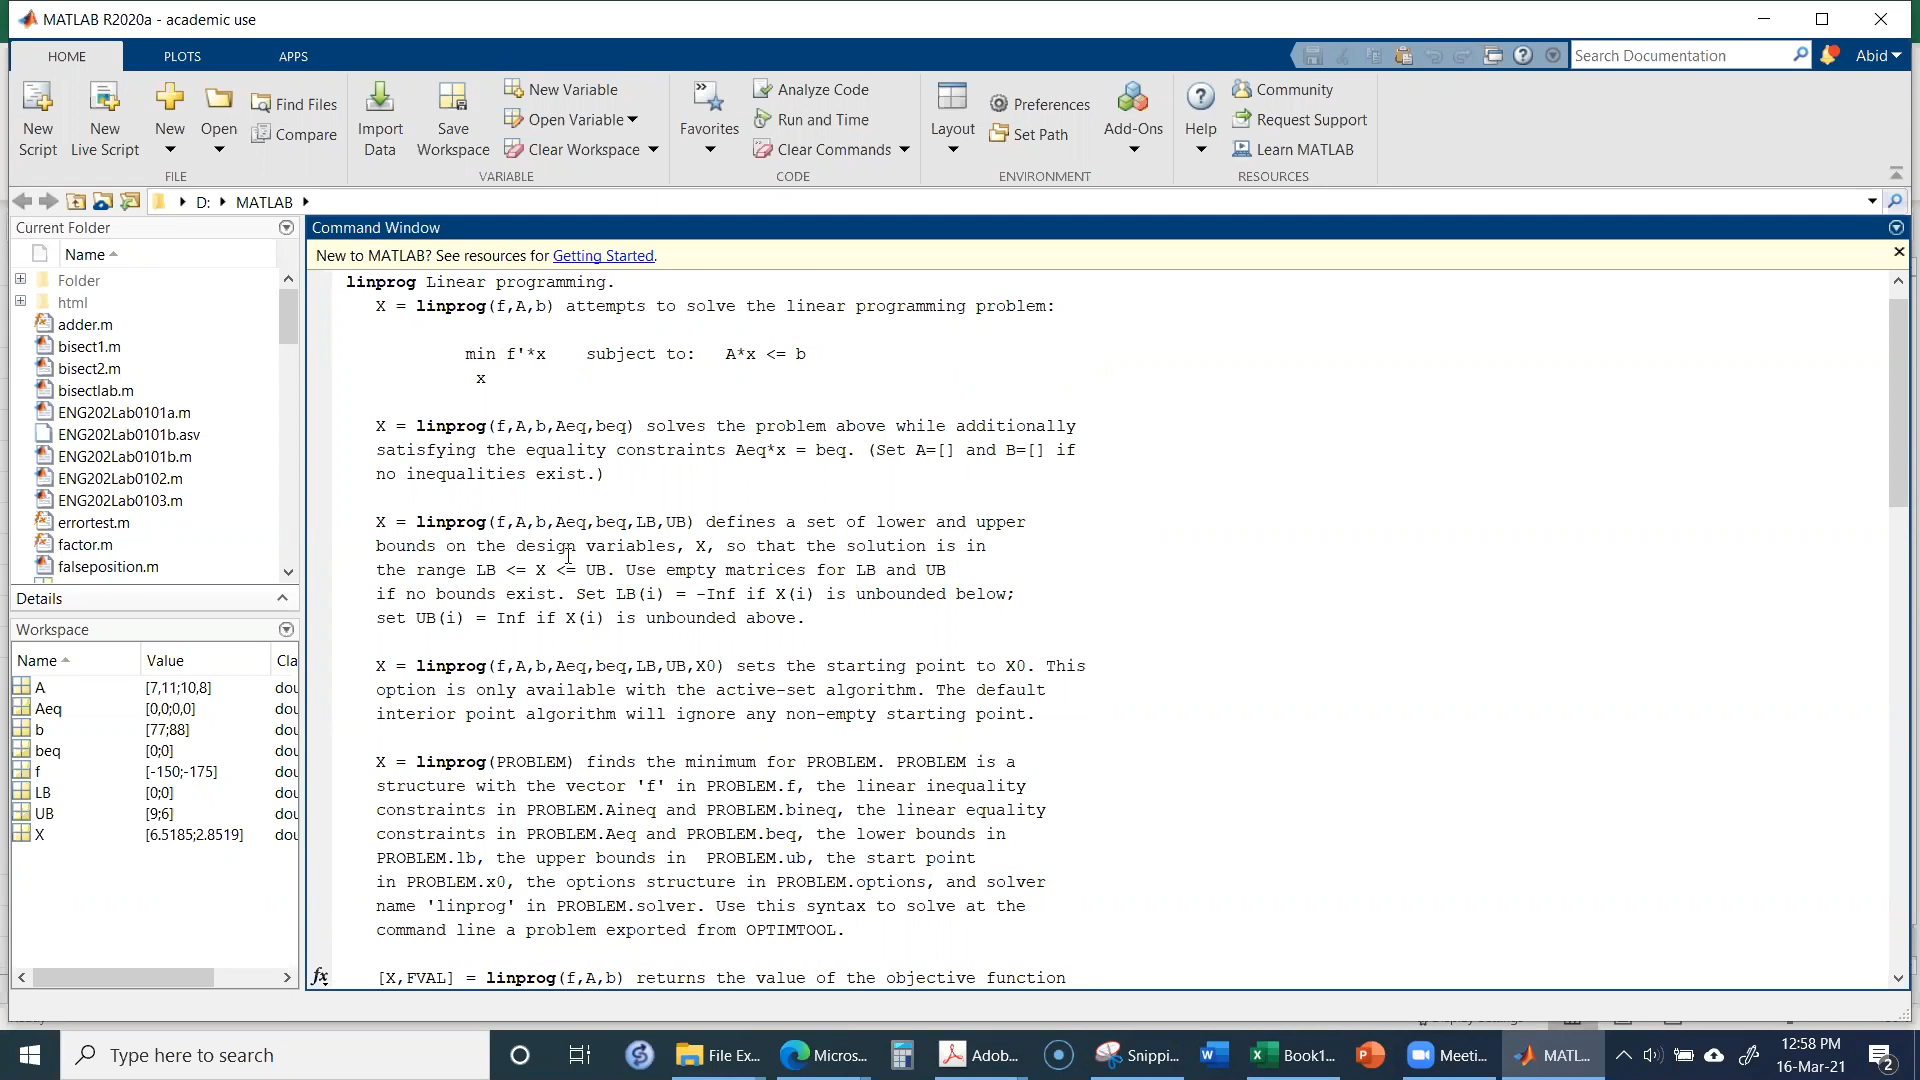 MATLAB R2020a - academic use
HOME PLOTS APPS
Search Documentation Abid
New Script
New Live Script
New
Open
Find Files
Compare
FILE
Import Data
Save Workspace
New Variable
Open Variable
Clear Workspace
VARIABLE
Favorites
Analyze Code
Run and Time
Clear Commands
CODE
Layout
Preferences
Set Path
Add-Ons
ENVIRONMENT
Help
Community
Request Support
Learn MATLAB
RESOURCES
D: MATLAB
Current Folder
Name
Folder
html
adder.m
bisect1.m
bisect2.m
bisectlab.m
ENG202Lab0101a.m
ENG202Lab0101b.asv
ENG202Lab0101b.m
ENG202Lab0102.m
ENG202Lab0103.m
errortest.m
factor.m
falseposition.m
Details
Workspace
Name Value Cla
A [7,11;10,8] dou
Aeq [0,0;0,0] dou
b [77;88] dou
beq [0;0] dou
f [-150;-175] dou
LB [0;0] dou
UB [9;6] dou
X [6.5185;2.8519] dou
Command Window
New to MATLAB? See resources for Getting Started.
linprog Linear programming.
X = linprog(f,A,b) attempts to solve the linear programming problem:
min f'*x subject to: A*x <= b
x
X = linprog(f,A,b,Aeq,beq) solves the problem above while additionally
satisfying the equality constraints Aeq*x = beq. (Set A=[] and B=[] if
no inequalities exist.)
X = linprog(f,A,b,Aeq,beq,LB,UB) defines a set of lower and upper
bounds on the design variables, X, so that the solution is in
the range LB <= X <= UB. Use empty matrices for LB and UB
if no bounds exist. Set LB(i) = -Inf if X(i) is unbounded below;
set UB(i) = Inf if X(i) is unbounded above.
X = linprog(f,A,b,Aeq,beq,LB,UB,X0) sets the starting point to X0. This
option is only available with the active-set algorithm. The default
interior point algorithm will ignore any non-empty starting point.
X = linprog(PROBLEM) finds the minimum for PROBLEM. PROBLEM is a
structure with the vector 'f' in PROBLEM.f, the linear inequality
constraints in PROBLEM.Aineq and PROBLEM.bineq, the linear equality
constraints in PROBLEM.Aeq and PROBLEM.beq, the lower bounds in
PROBLEM.lb, the upper bounds in PROBLEM.ub, the start point
in PROBLEM.x0, the options structure in PROBLEM.options, and solver
name 'linprog' in PROBLEM.solver. Use this syntax to solve at the
command line a problem exported from OPTIMTOOL.
[X,FVAL] = linprog(f,A,b) returns the value of the objective function
fx
Type here to search
File Ex...
Micros...
Adob...
Snippi...
Book1...
Meeti...
MATL...
12:58 PM
16-Mar-21
2